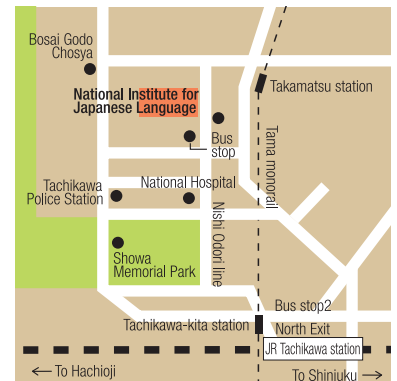 Bosai Godo
Chosya
National Institute for
Japanese Language
Takamatsu station
Bus
stop
Tama monorail
Tachikawa
Police Station
National Hospital
Nishi Odori line
Showa
Memorial Park
Bus stop2
Tachikawa-kita station
North Exit
JR Tachikawa station
← To Hachioji
To Shinjuku →